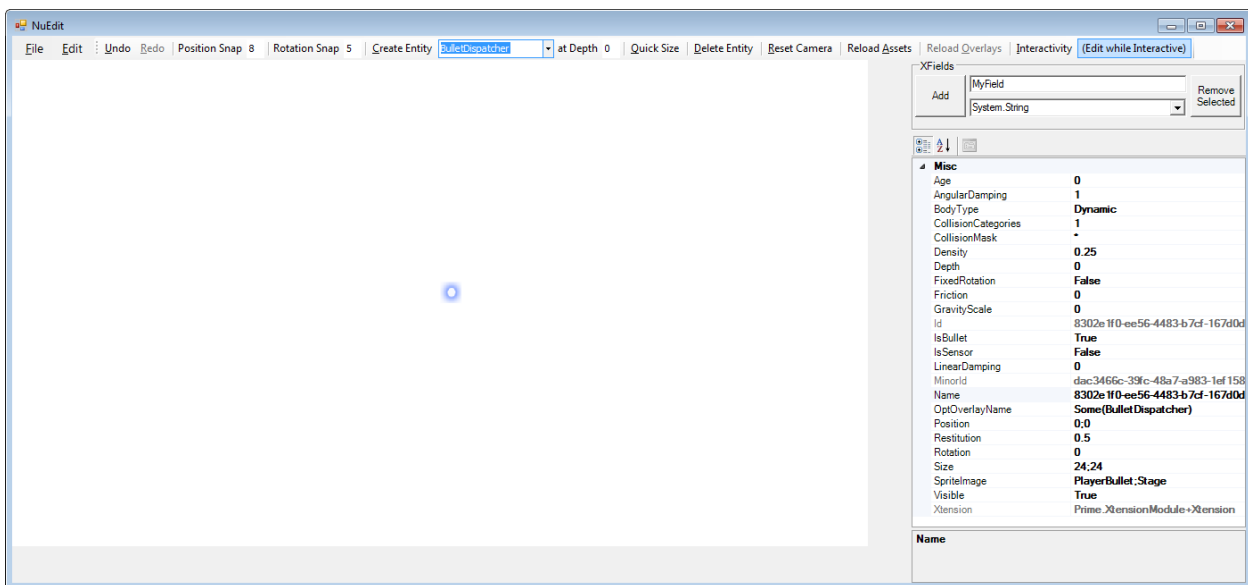 NuEdit
File Edit Undo Redo Position Snap 8 Rotation Snap 5 Create Entity BulletDispatcher at Depth 0 Quick Size Delete Entity Reset Camera Reload Assets Reload Overlays Interactivity (Edit while Interactive)
XFields
Add
MyField
System.String
Remove
Selected
Misc
Age 0
AngularDamping 1
BodyType Dynamic
CollisionCategories 1
CollisionMask *
Density 0.25
Depth 0
FixedRotation False
Friction 0
GravityScale 0
Id 8302e1f0-ee56-4483-b7cf-167d0d
IsBullet True
IsSensor False
LinearDamping 0
MinorId dac3466c-39fc-48a7-a983-1ef158
Name 8302e1f0-ee56-4483-b7cf-167d0d
OptOverlayName Some(BulletDispatcher)
Position 0;0
Restitution 0.5
Rotation 0
Size 24;24
SpriteImage PlayerBullet;Stage
Visible True
Xtension Prime.XtensionModule+Xtension
Name